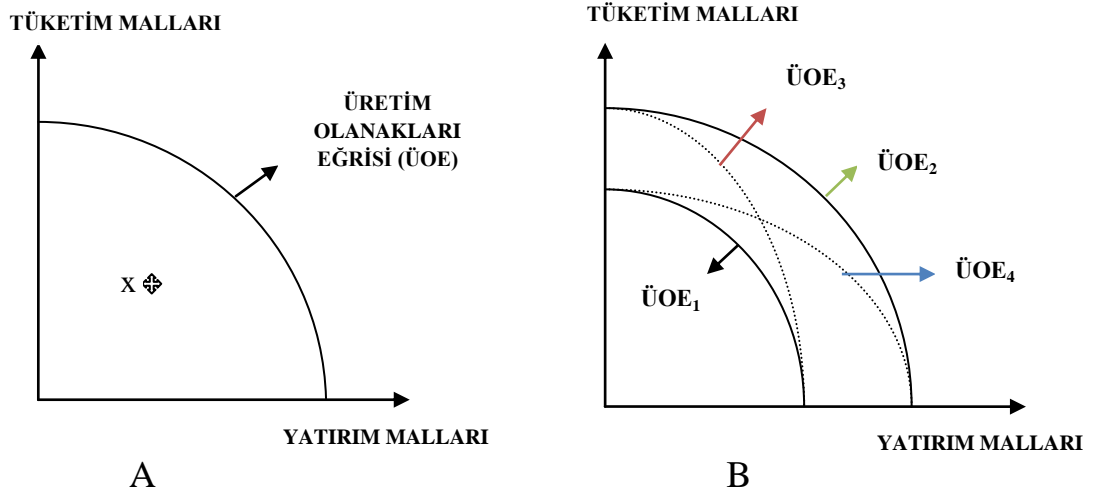 TÜKETİM MALLARI
ÜRETİM
OLANAKLARI
EĞRİSİ (ÜOE)
X
YATIRIM MALLARI
A
TÜKETİM MALLARI
ÜOE₃
ÜOE₂
ÜOE₄
ÜOE₁
YATIRIM MALLARI
B